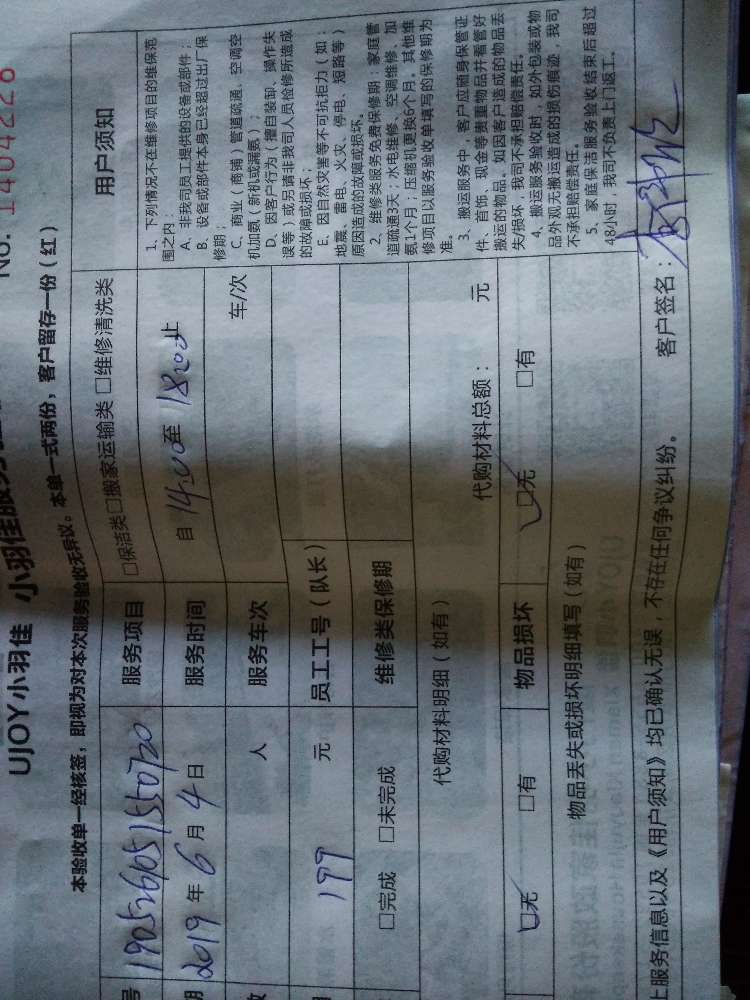 No. 1404226
UJOY小羽佳 小羽佳服务
本验收单一经核签，即视为对本次服务验收无异议。本单一式两份，客户留存一份（红）
号 190526051550720 服务项目 □保洁类□搬家运输类 □维修清洗类
期 2019 年 6 月 4 日 服务时间 自 14:00 至 18:00 止
人 服务车次 车/次
199 元 员工工号（队长）
□完成 □未完成 维修类保修期
代购材料明细（如有） 代购材料总额： 元
☑无 □有 物品损坏 ☑无 □有
物品丢失或损坏明细填写（如有）
上服务信息以及《用户须知》均已确认无误，不存在任何争议纠纷。 客户签名：
用户须知
1、下列情况不在维修项目的维保范
围之内：
A、非我司员工提供的设备或部件；
B、设备或部件本身已经超过出厂保
修期；
C、商业（商铺）管道疏通、空调空
机加氨（新机或漏氨）；
D、因客户行为（擅自装卸、操作失
误等）或另请非我司人员检修所造成
的故障或损坏；
E、因自然灾害等不可抗拒力（如：
地震、雷电、火灾、停电、短路等）
原因造成的故障或损坏。
2、维修类服务免费保修期：家庭管
道疏通3天；水电维修、空调维修、加
氨1个月；压缩机更换6个月。其他维
修项目以服务验收单填写的保修期为
准。
3、搬运服务中，客户应随身保管证
件、首饰、现金等贵重物品并看管好
搬运的物品。如因客户造成的物品丢
失/损坏，我司不承担赔偿责任。
4、搬运服务验收时，如外包装或物
品外观无搬运造成的损伤痕迹，我司
不承担赔偿责任。
5、家庭保洁服务验收结束后超过
48小时，我司不负责上门返工。